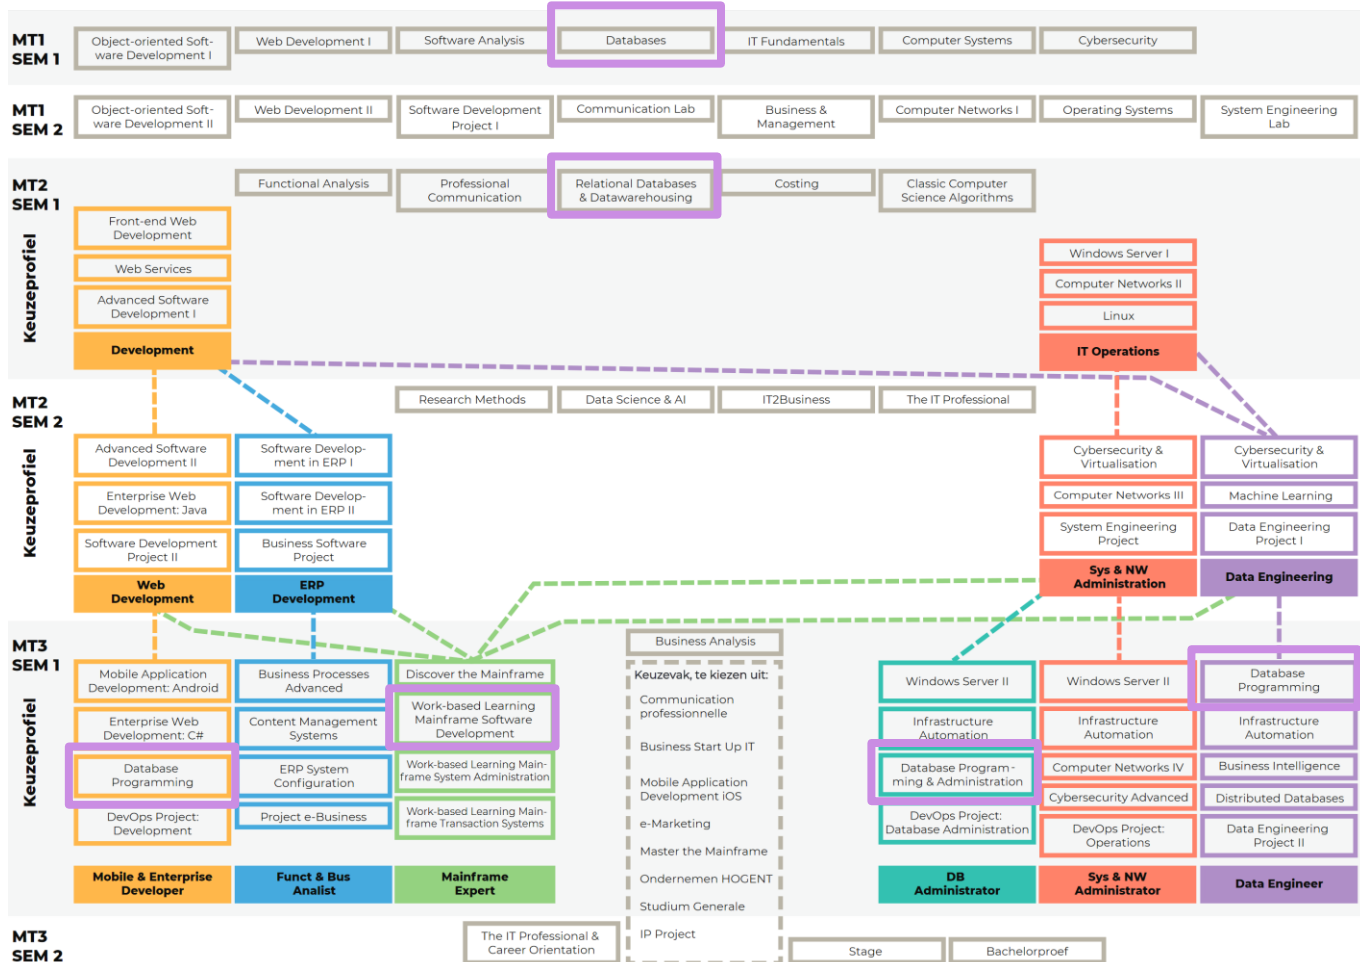 MT1
SEM 1
Object-oriented Soft-
ware Development I
Web Development I
Software Analysis
Databases
IT Fundamentals
Computer Systems
Cybersecurity
MT1
SEM 2
Object-oriented Soft-
ware Development II
Web Development II
Software Development
Project I
Communication Lab
Business &
Management
Computer Networks I
Operating Systems
System Engineering
Lab
MT2
SEM 1
Functional Analysis
Professional
Communication
Relational Databases
& Datawarehousing
Costing
Classic Computer
Science Algorithms
Keuzeprofiel
Front-end Web
Development
Web Services
Advanced Software
Development I
Development
Windows Server I
Computer Networks II
Linux
IT Operations
MT2
SEM 2
Research Methods
Data Science & AI
IT2Business
The IT Professional
Keuzeprofiel
Advanced Software
Development II
Enterprise Web
Development: Java
Software Development
Project II
Web
Development
Software Develop-
ment in ERP I
Software Develop-
ment in ERP II
Business Software
Project
ERP
Development
Cybersecurity &
Virtualisation
Computer Networks III
System Engineering
Project
Sys & NW
Administration
Cybersecurity &
Virtualisation
Machine Learning
Data Engineering
Project I
Data Engineering
MT3
SEM 1
Keuzeprofiel
Mobile Application
Development: Android
Enterprise Web
Development: C#
Database
Programming
DevOps Project:
Development
Mobile & Enterprise
Developer
Business Processes
Advanced
Content Management
Systems
ERP System
Configuration
Project e-Business
Funct & Bus
Analist
Discover the Mainframe
Work-based Learning
Mainframe Software
Development
Work-based Learning Main-
frame System Administration
Work-based Learning Main-
frame Transaction Systems
Mainframe
Expert
Business Analysis
Keuzevak, te kiezen uit:
Communication
professionnelle
Business Start Up IT
Mobile Application
Development iOS
e-Marketing
Master the Mainframe
Ondernemen HOGENT
Studium Generale
IP Project
Windows Server II
Infrastructure
Automation
Database Program-
ming & Administration
DevOps Project:
Database Administration
DB
Administrator
Windows Server II
Infrastructure
Automation
Computer Networks IV
Cybersecurity Advanced
DevOps Project:
Operations
Sys & NW
Administrator
Database
Programming
Infrastructure
Automation
Business Intelligence
Distributed Databases
Data Engineering
Project II
Data Engineer
MT3
SEM 2
The IT Professional &
Career Orientation
Stage
Bachelorproef